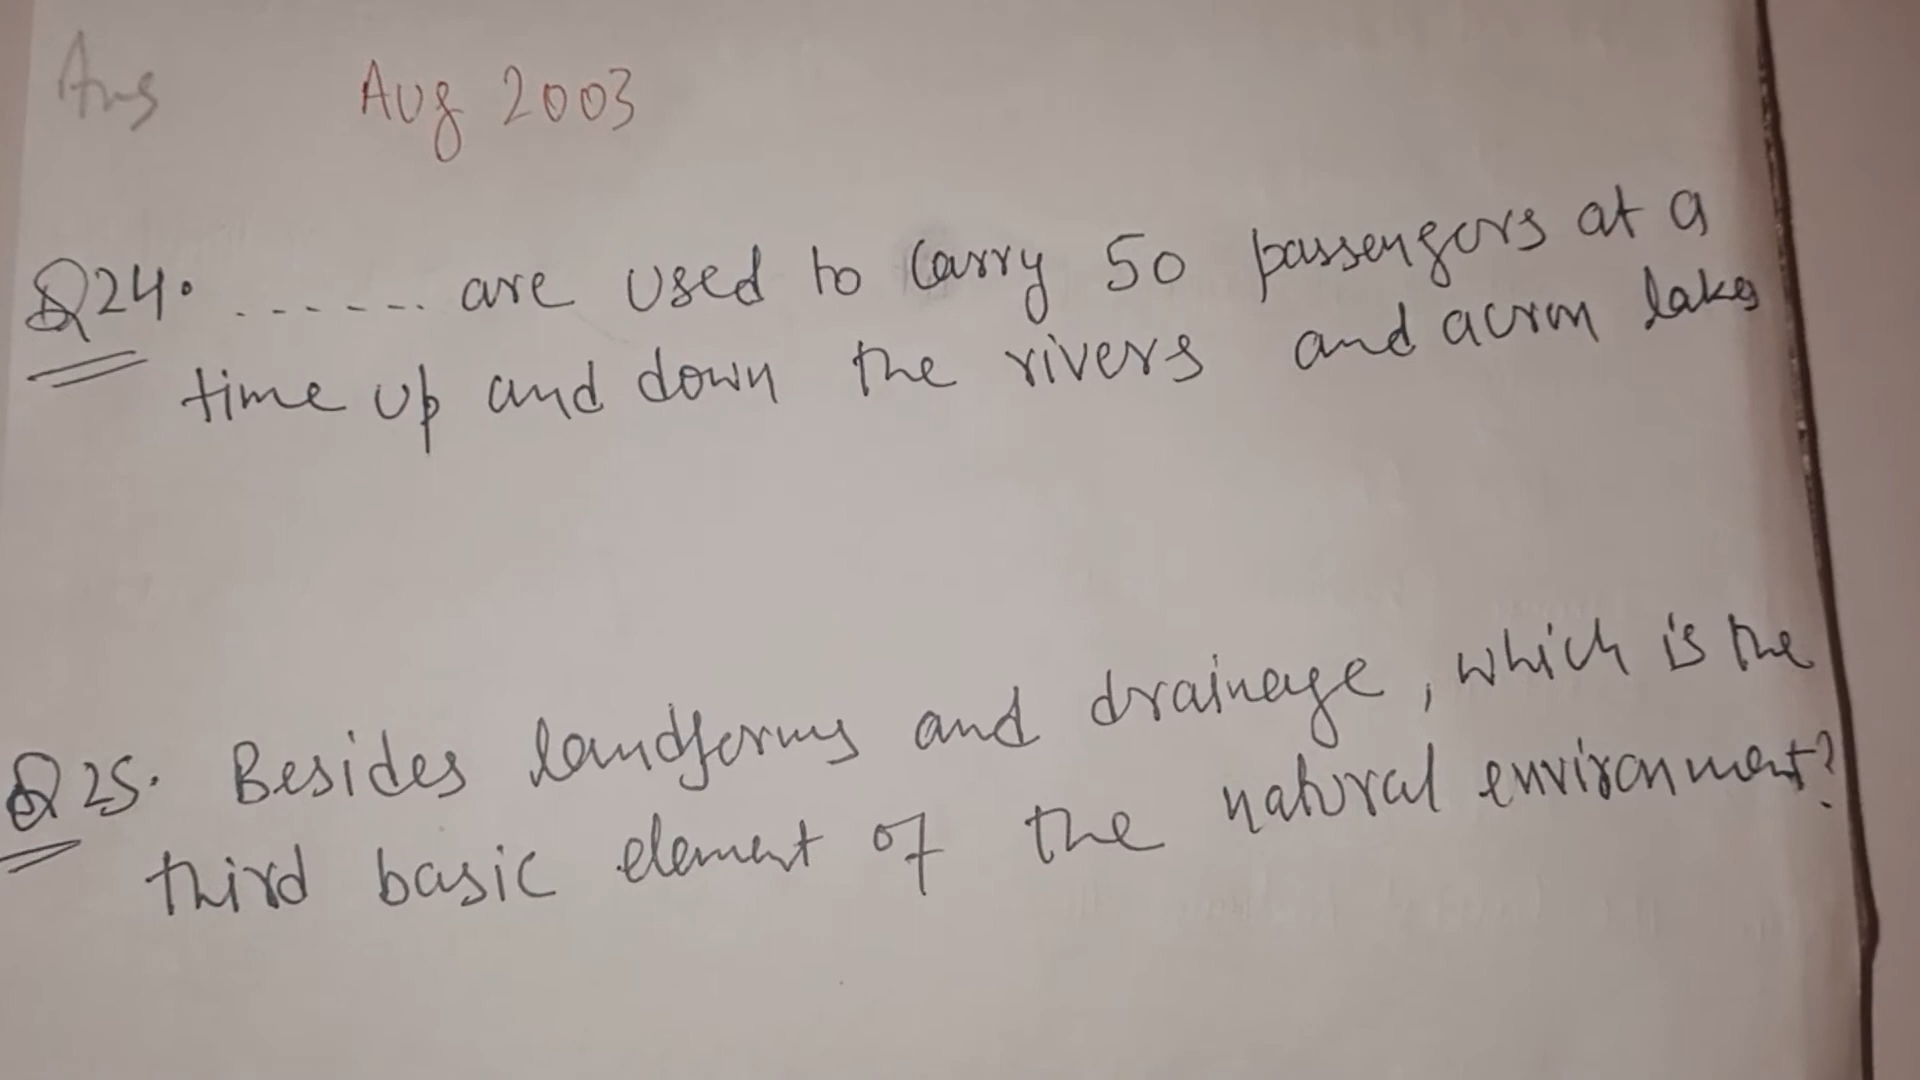 Ans Aug 2003
Q24. ...... are used to carry 50 passengers at a
time up and down the rivers and across lakes
Q25. Besides landforms and drainage, which is the
third basic element of the natural environment?